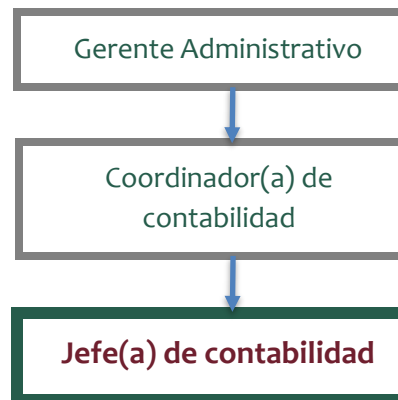 Gerente Administrativo
Coordinador(a) de
contabilidad
Jefe(a) de contabilidad